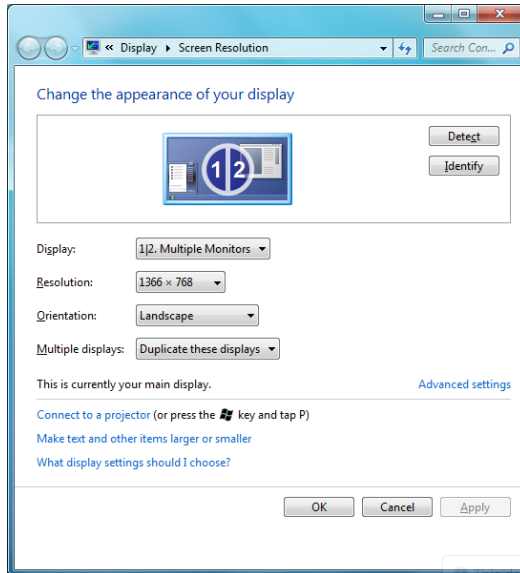 « Display ▸ Screen Resolution Search Con...
Change the appearance of your display
1 2
Detect
Identify
Display: 1|2. Multiple Monitors
Resolution: 1366 × 768
Orientation: Landscape
Multiple displays: Duplicate these displays
This is currently your main display. Advanced settings
Connect to a projector (or press the key and tap P)
Make text and other items larger or smaller
What display settings should I choose?
OK Cancel Apply